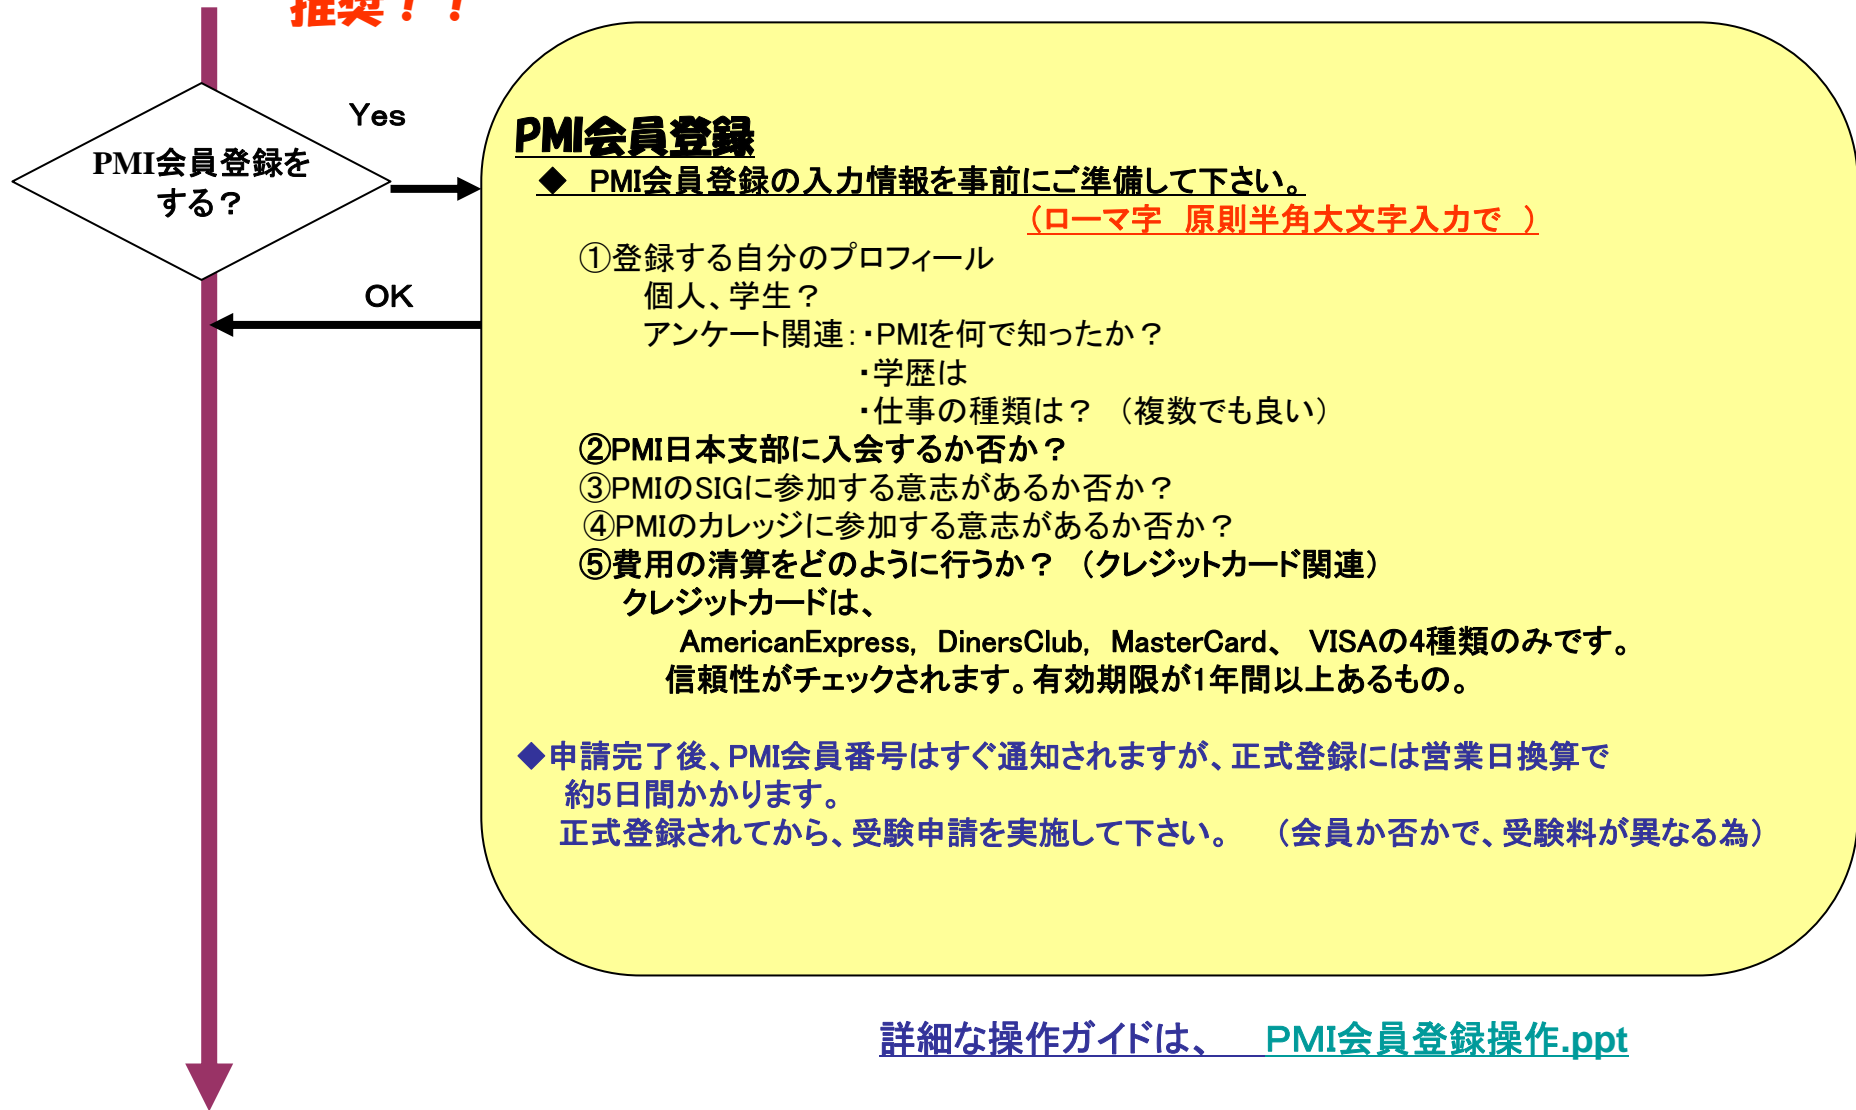 推奨！！
Yes
PMI会員登録を
する？
OK
PMI会員登録
◆　PMI会員登録の入力情報を事前にご準備して下さい。
（ローマ字　原則半角大文字入力で　）
①登録する自分のプロフィール
個人、学生？
アンケート関連：・PMIを何で知ったか？
・学歴は
・仕事の種類は？　（複数でも良い）
②PMI日本支部に入会するか否か？
③PMIのSIGに参加する意志があるか否か？
④PMIのカレッジに参加する意志があるか否か？
⑤費用の清算をどのように行うか？　（クレジットカード関連）
クレジットカードは、
AmericanExpress, DinersClub, MasterCard、 VISAの4種類のみです。
信頼性がチェックされます。有効期限が1年間以上あるもの。
◆申請完了後、PMI会員番号はすぐ通知されますが、正式登録には営業日換算で
約5日間かかります。
正式登録されてから、受験申請を実施して下さい。　（会員か否かで、受験料が異なる為）
詳細な操作ガイドは、　PMI会員登録操作.ppt